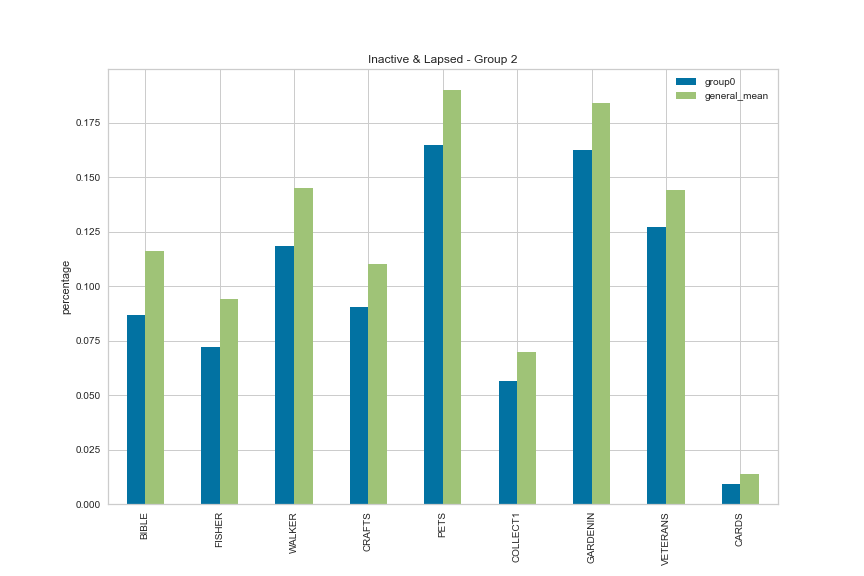 Inactive & Lapsed - Group 2
group0
general_mean
percentage
0.175
0.150
0.125
0.100
0.075
0.050
0.025
0.000
BIBLE
FISHER
WALKER
CRAFTS
PETS
COLLECT1
GARDENIN
VETERANS
CARDS